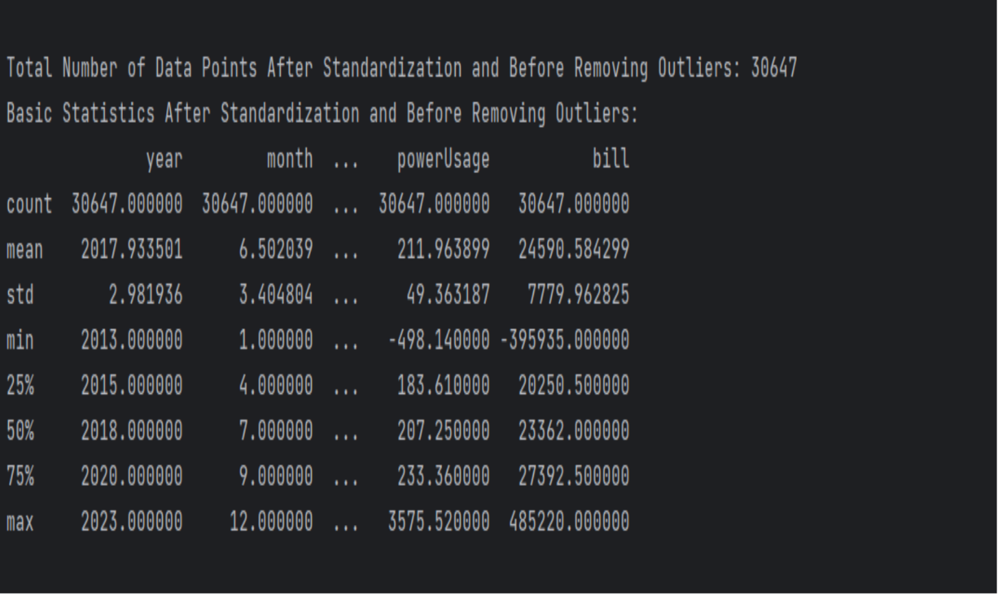 Total Number of Data Points After Standardization and Before Removing Outliers: 30647
Basic Statistics After Standardization and Before Removing Outliers:
year month ... powerUsage bill
count 30647.000000 30647.000000 ... 30647.000000 30647.000000
mean 2017.933501 6.502039 ... 211.963899 24590.584299
std 2.981936 3.404804 ... 49.363187 7779.962825
min 2013.000000 1.000000 ... -498.140000 -395935.000000
25% 2015.000000 4.000000 ... 183.610000 20250.500000
50% 2018.000000 7.000000 ... 207.250000 23362.000000
75% 2020.000000 9.000000 ... 233.360000 27392.500000
max 2023.000000 12.000000 ... 3575.520000 485220.000000